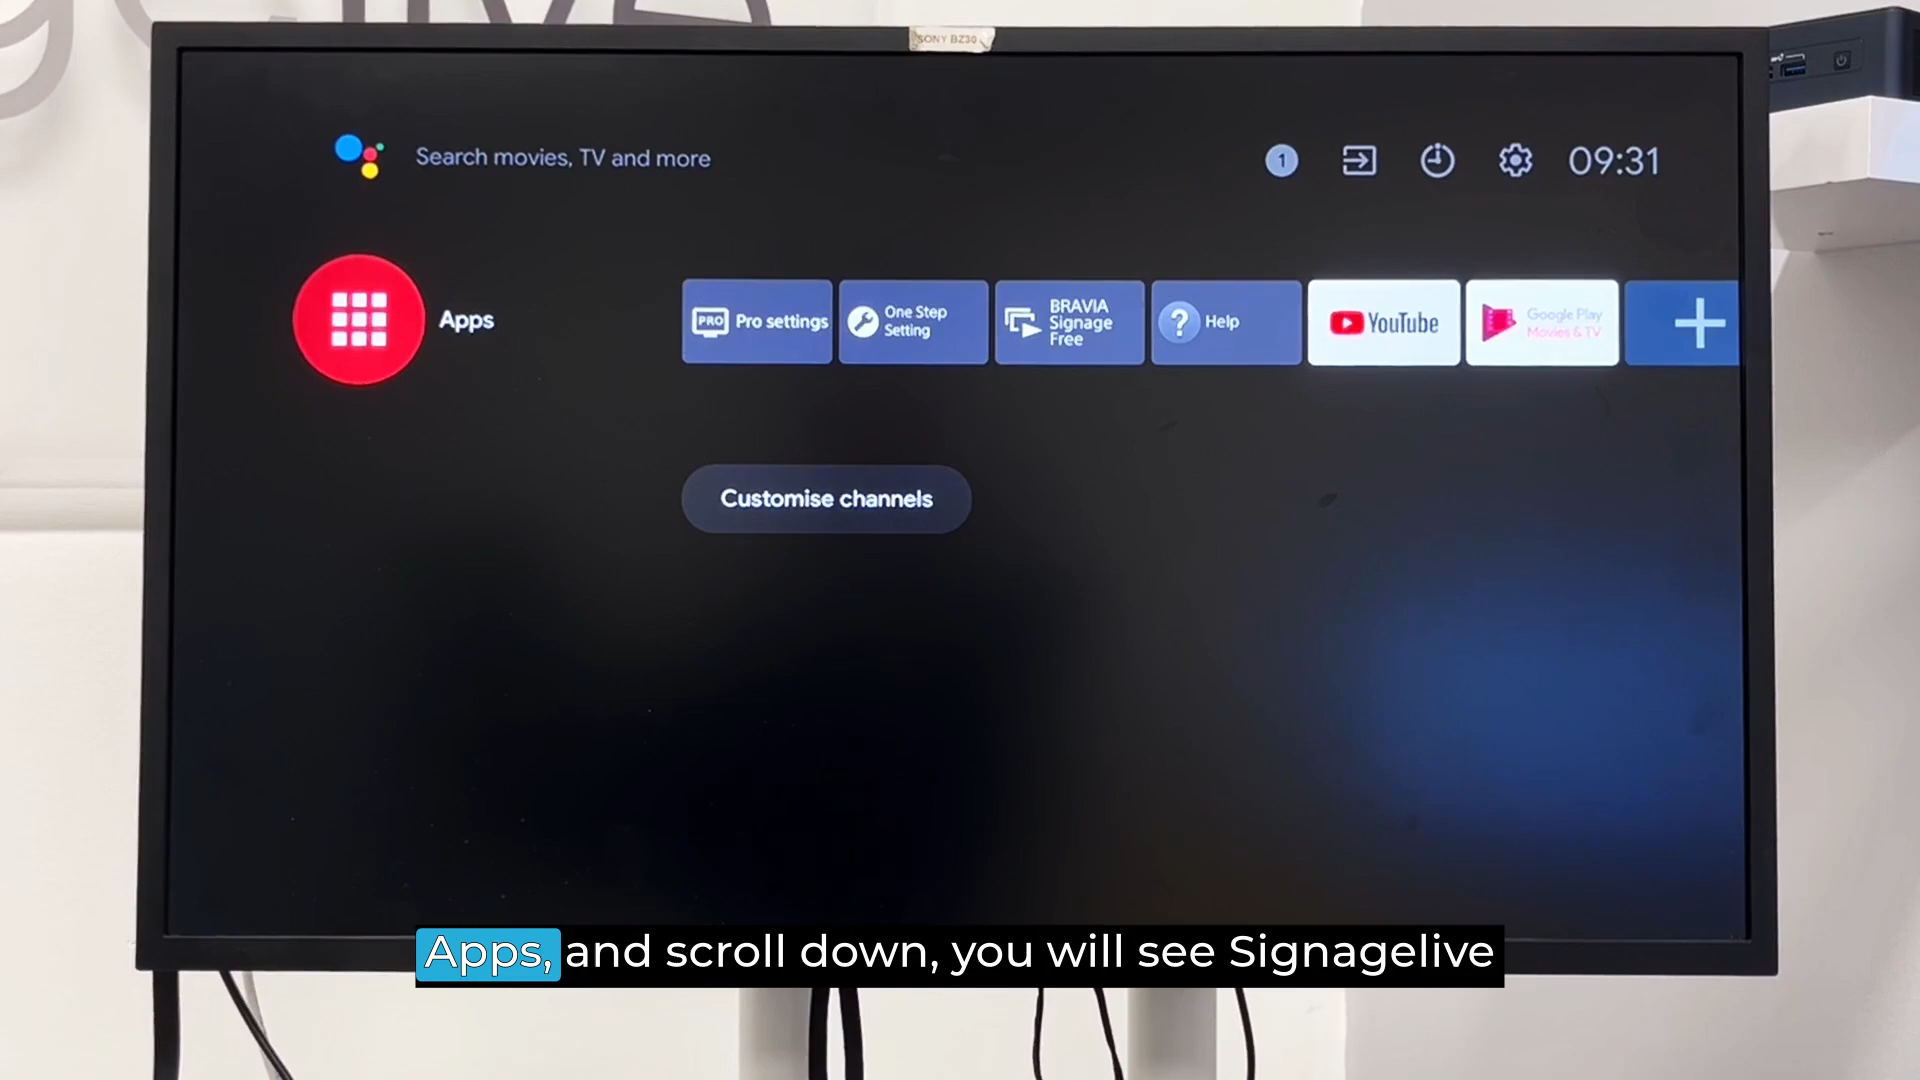 SONY BZ30
Search movies, TV and more
1
09:31
Apps
PRO
Pro settings
One Step
Setting
BRAVIA
Signage
Free
?
Help
YouTube
Google Play
Movies & TV
+
Customise channels
Apps, and scroll down, you will see Signagelive